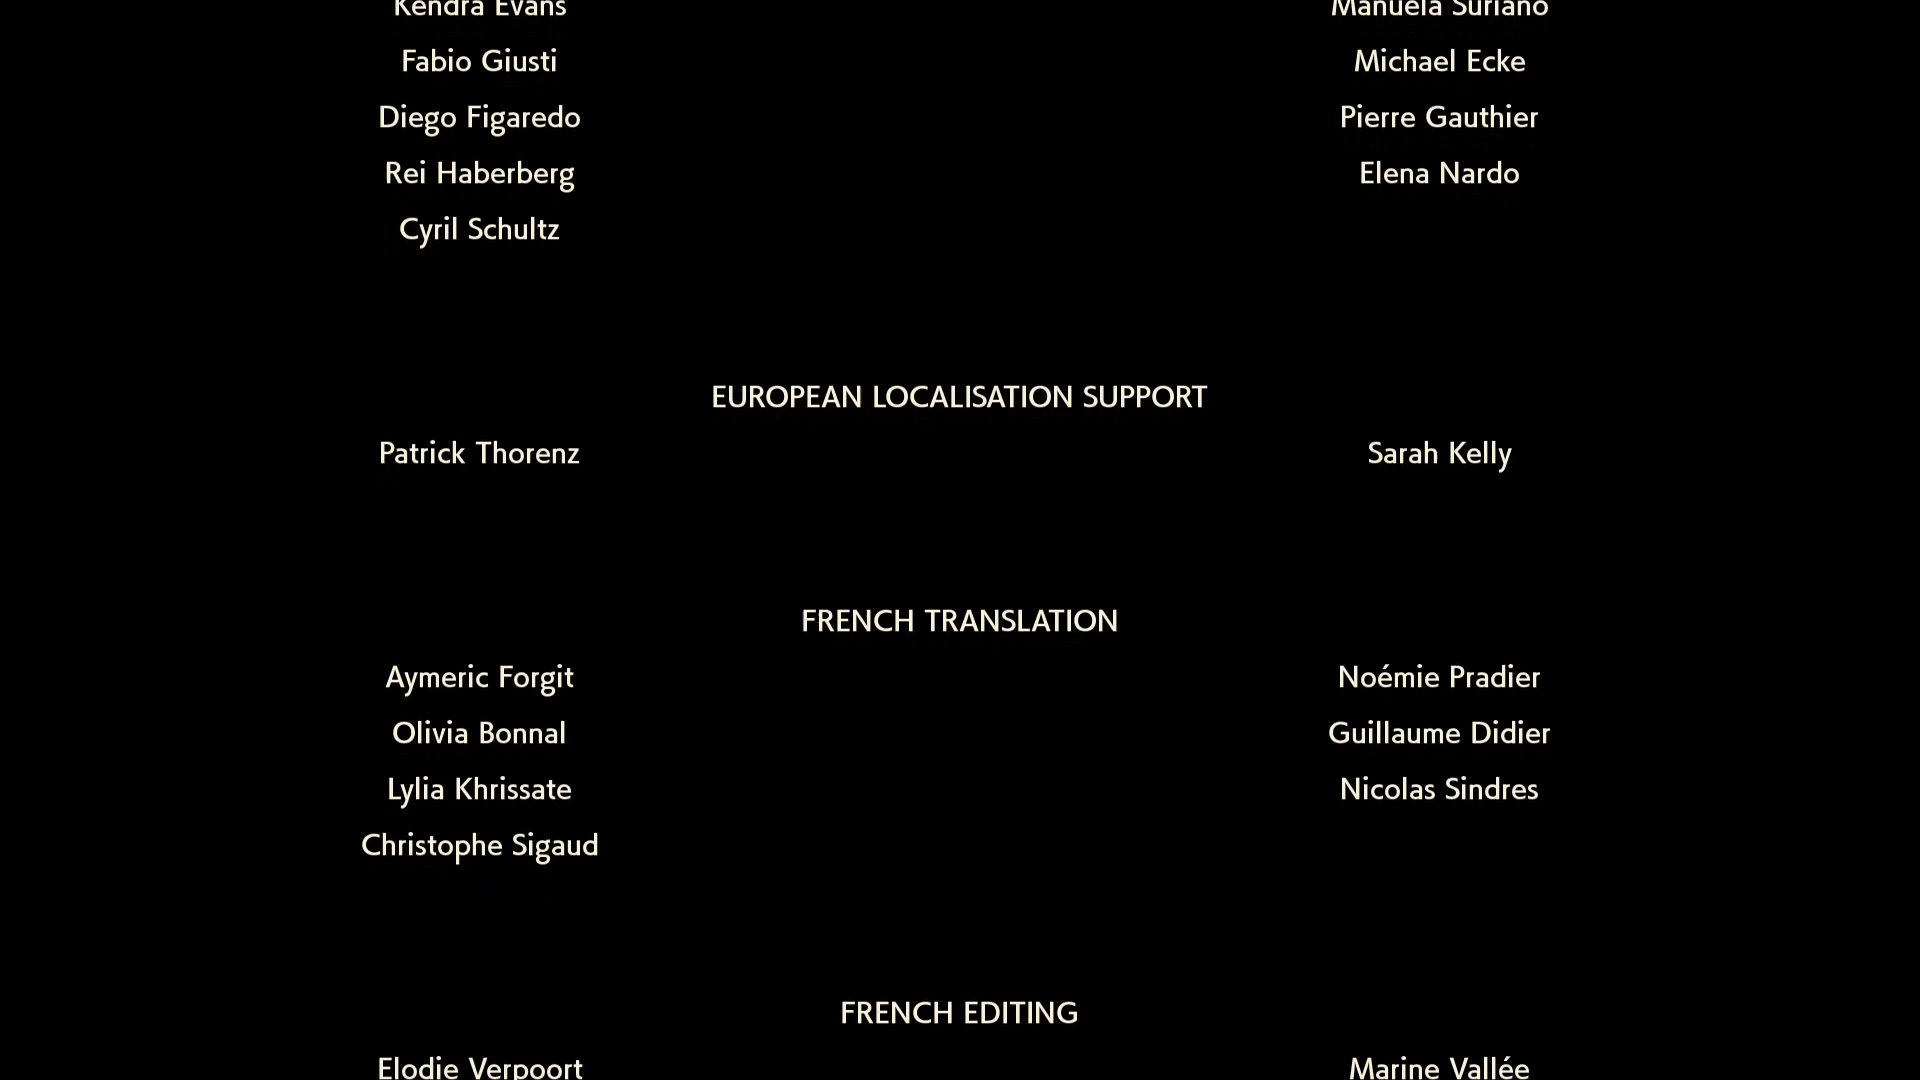 Kendra Evans Manuela Suriano
Fabio Giusti Michael Ecke
Diego Figaredo Pierre Gauthier
Rei Haberberg Elena Nardo
Cyril Schultz
EUROPEAN LOCALISATION SUPPORT
Patrick Thorenz Sarah Kelly
FRENCH TRANSLATION
Aymeric Forgit Noémie Pradier
Olivia Bonnal Guillaume Didier
Lylia Khrissate Nicolas Sindres
Christophe Sigaud
FRENCH EDITING
Elodie Verpoort Marine Vallée